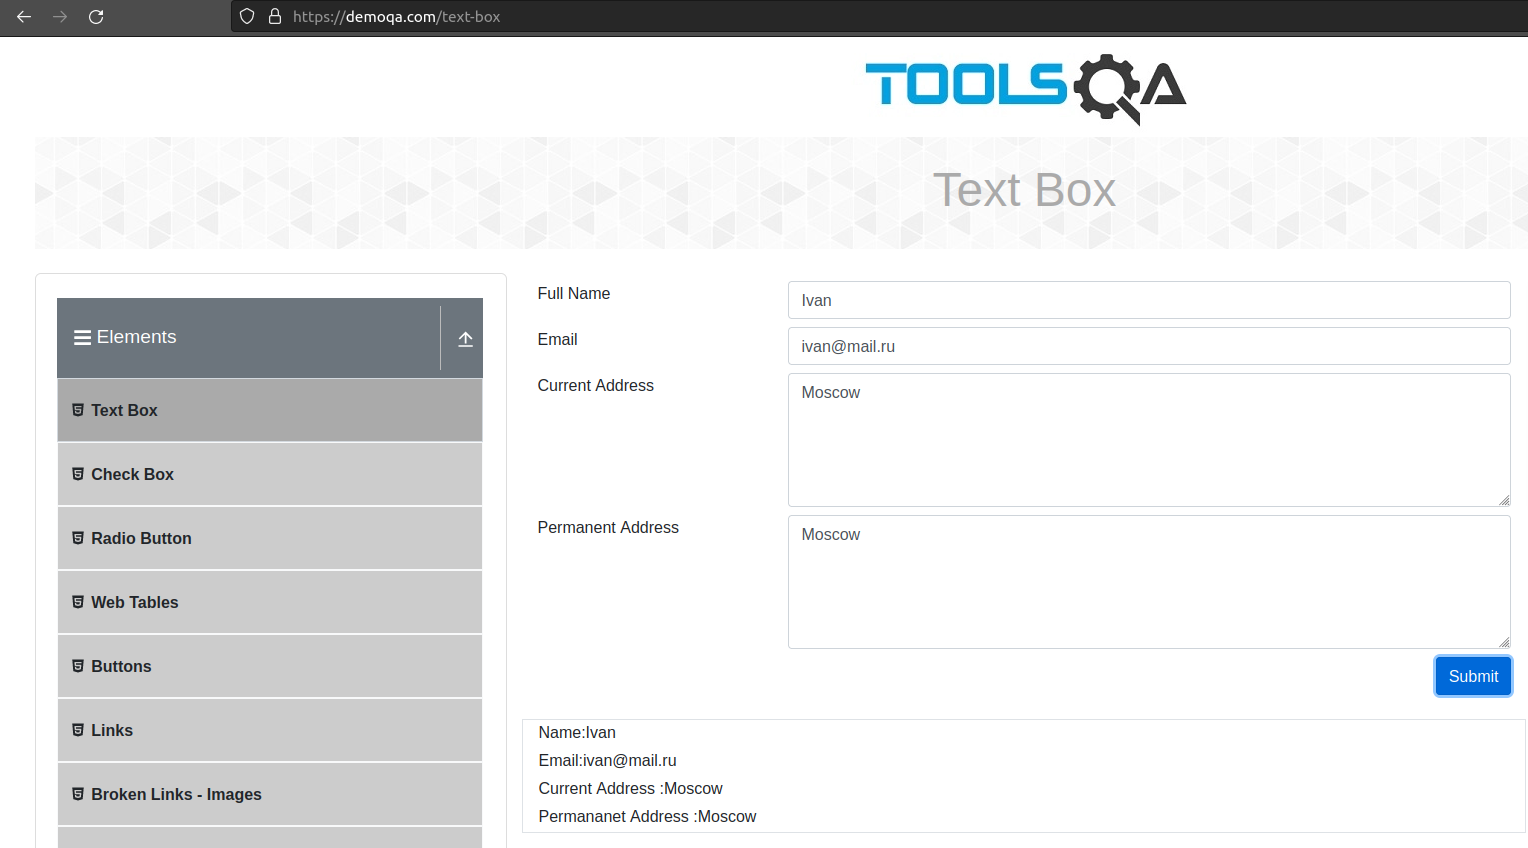 https://demoqa.com/text-box
TOOLSQA
Text Box
Elements
Text Box
Check Box
Radio Button
Web Tables
Buttons
Links
Broken Links - Images
Full Name
Ivan
Email
ivan@mail.ru
Current Address
Moscow
Permanent Address
Moscow
Submit
Name:Ivan
Email:ivan@mail.ru
Current Address :Moscow
Permananet Address :Moscow